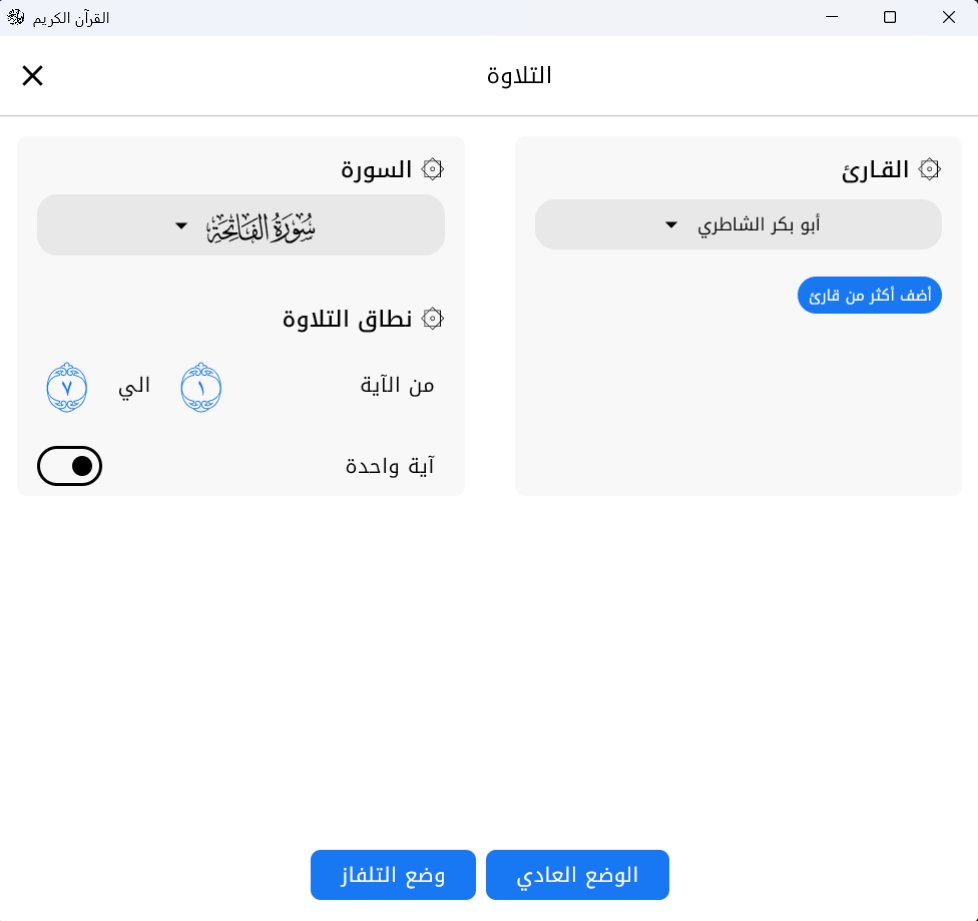 القرآن الكريم
التلاوة
القارئ
أبو بكر الشاطري
أضف أكثر من قارئ
السورة
سُورَةُ الفَاتِحَةِ
نطاق التلاوة
من الآية ١ الي ٧
آية واحدة
الوضع العادي
وضع التلفاز